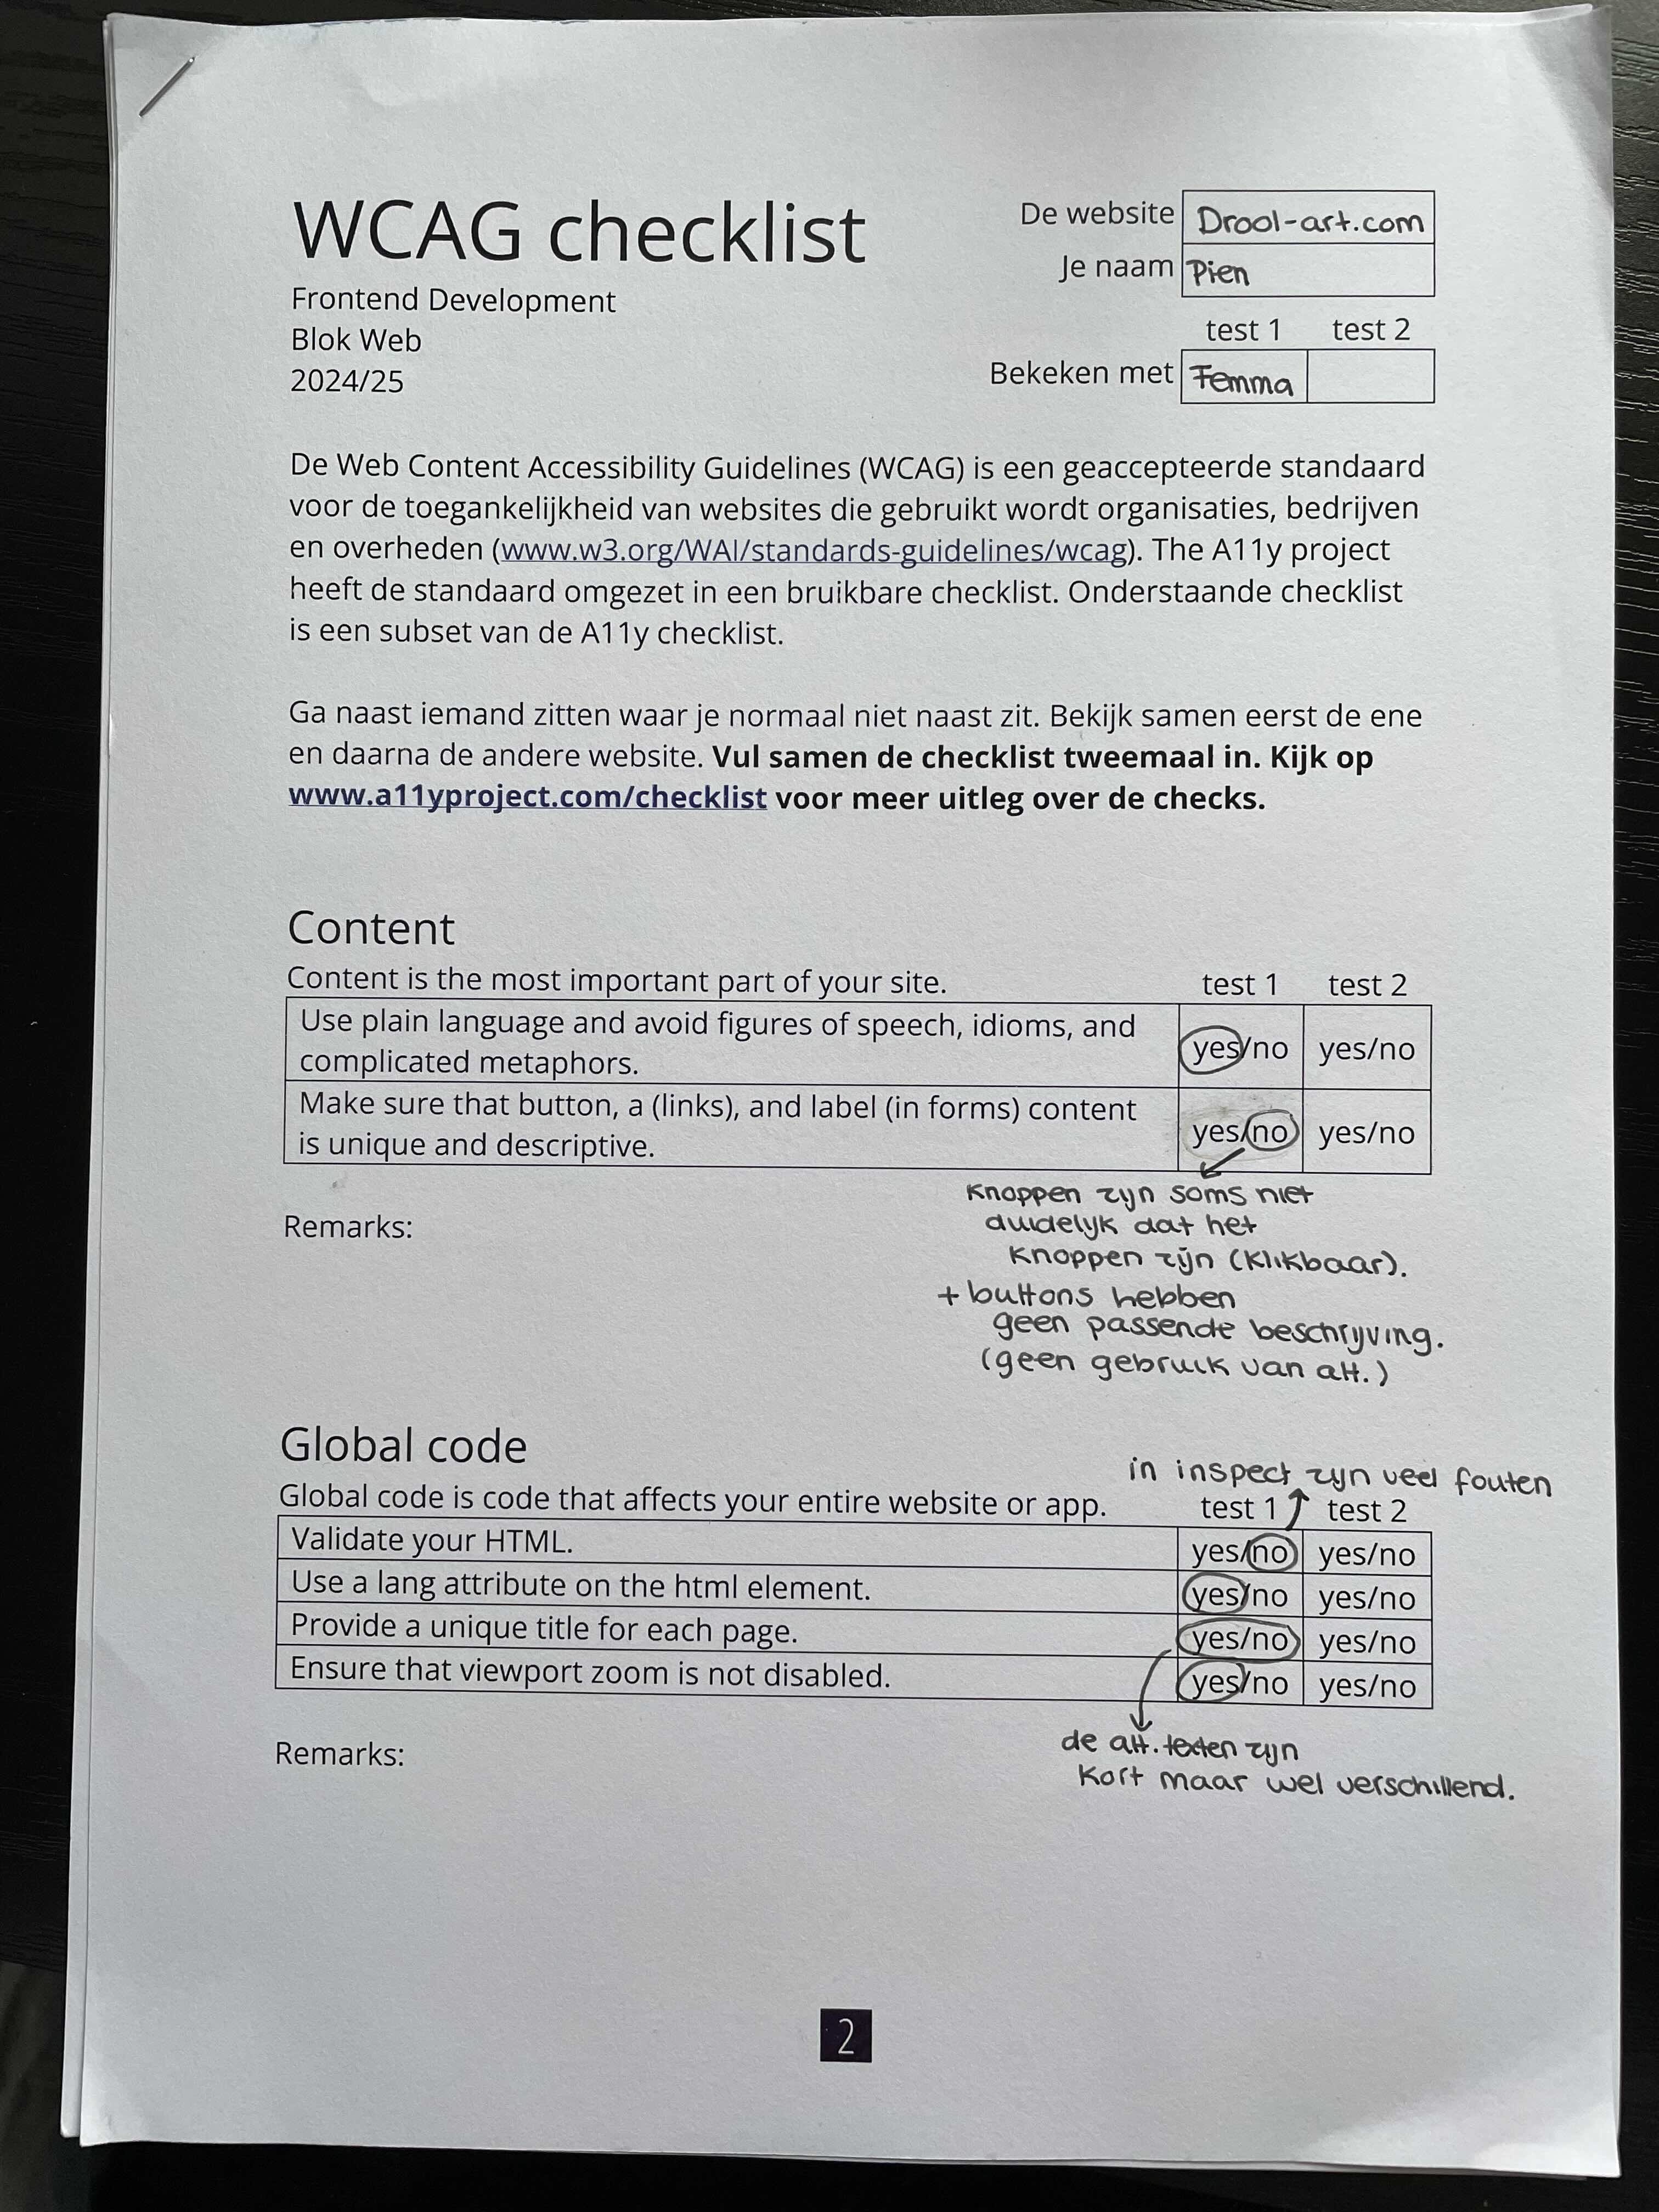 WCAG checklist
Frontend Development
Blok Web
2024/25
De website Drool-art.com
Je naam Pien
test 1 test 2
Bekeken met Femma
De Web Content Accessibility Guidelines (WCAG) is een geaccepteerde standaard
voor de toegankelijkheid van websites die gebruikt wordt organisaties, bedrijven
en overheden (www.w3.org/WAI/standards-guidelines/wcag). The A11y project
heeft de standaard omgezet in een bruikbare checklist. Onderstaande checklist
is een subset van de A11y checklist.
Ga naast iemand zitten waar je normaal niet naast zit. Bekijk samen eerst de ene
en daarna de andere website. Vul samen de checklist tweemaal in. Kijk op
www.a11yproject.com/checklist voor meer uitleg over de checks.
Content
Content is the most important part of your site. test 1 test 2
Use plain language and avoid figures of speech, idioms, and
complicated metaphors.
yes/no yes/no
Make sure that button, a (links), and label (in forms) content
is unique and descriptive.
yes/no yes/no
Remarks:
Knoppen zijn soms niet
duidelijk dat het
knoppen zijn (klikbaar).
+ buttons hebben
geen passende beschrijving.
(geen gebruik van alt.)
Global code
in inspect zijn veel fouten
Global code is code that affects your entire website or app. test 1 test 2
Validate your HTML. yes/no yes/no
Use a lang attribute on the html element. yes/no yes/no
Provide a unique title for each page. yes/no yes/no
Ensure that viewport zoom is not disabled. yes/no yes/no
Remarks:
de alt. texten zijn
kort maar wel verschillend.
2